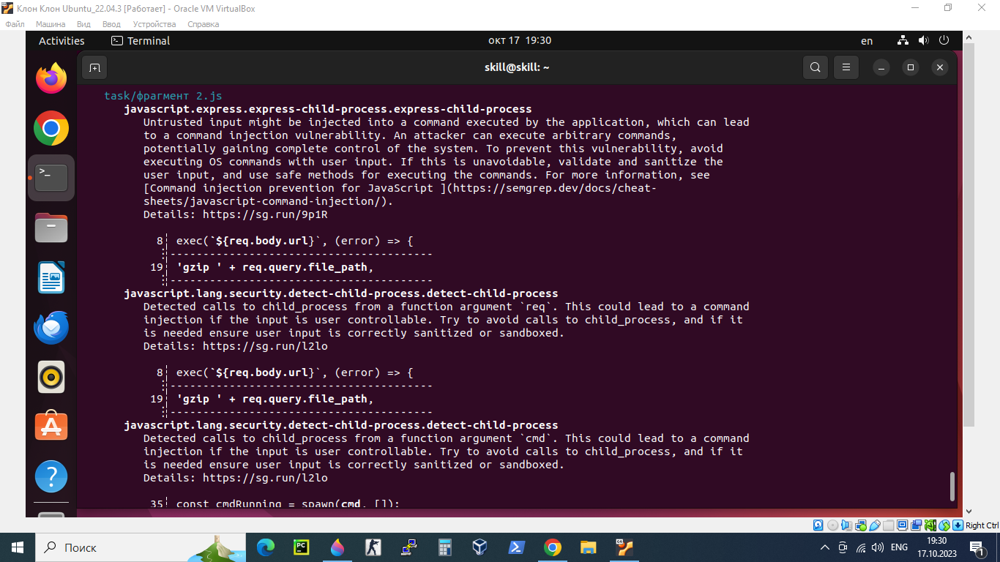 Клон Клон Ubuntu_22.04.3 [Работает] - Oracle VM VirtualBox
Файл Машина Вид Ввод Устройства Справка
Activities Terminal окт 17 19:30 en
skill@skill: ~
task/фрагмент 2.js
javascript.express.express-child-process.express-child-process
Untrusted input might be injected into a command executed by the application, which can lead
to a command injection vulnerability. An attacker can execute arbitrary commands,
potentially gaining complete control of the system. To prevent this vulnerability, avoid
executing OS commands with user input. If this is unavoidable, validate and sanitize the
user input, and use safe methods for executing the commands. For more information, see
[Command injection prevention for JavaScript ](https://semgrep.dev/docs/cheat-
sheets/javascript-command-injection/).
Details: https://sg.run/9p1R
8┆ exec(`${req.body.url}`, (error) => {
⋮┆----------------------------------------
19┆ 'gzip ' + req.query.file_path,
⋮┆----------------------------------------
javascript.lang.security.detect-child-process.detect-child-process
Detected calls to child_process from a function argument `req`. This could lead to a command
injection if the input is user controllable. Try to avoid calls to child_process, and if it
is needed ensure user input is correctly sanitized or sandboxed.
Details: https://sg.run/l2lo
8┆ exec(`${req.body.url}`, (error) => {
⋮┆----------------------------------------
19┆ 'gzip ' + req.query.file_path,
⋮┆----------------------------------------
javascript.lang.security.detect-child-process.detect-child-process
Detected calls to child_process from a function argument `cmd`. This could lead to a command
injection if the input is user controllable. Try to avoid calls to child_process, and if it
is needed ensure user input is correctly sanitized or sandboxed.
Details: https://sg.run/l2lo
35┆ const cmdRunning = spawn(cmd, []);
Right Ctrl
Поиск
ENG
19:30
17.10.2023
1